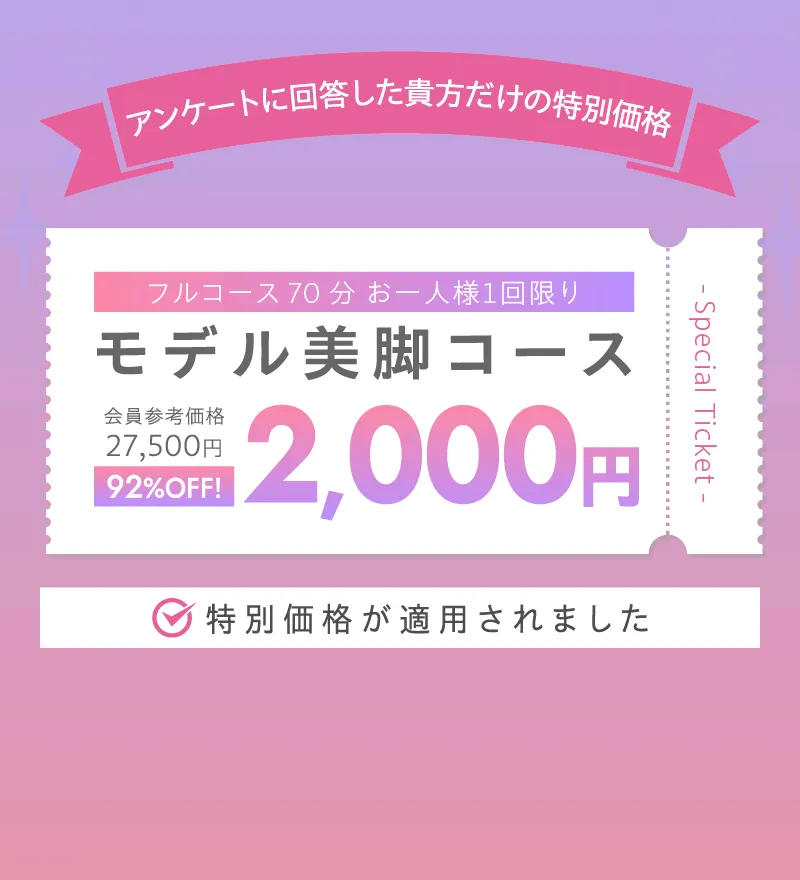 アンケートに回答した貴方だけの特別価格
フルコース70分 お一人様1回限り
モデル美脚コース
会員参考価格
27,500円
92%OFF!
2,000円
- Special Ticket -
特別価格が適用されました